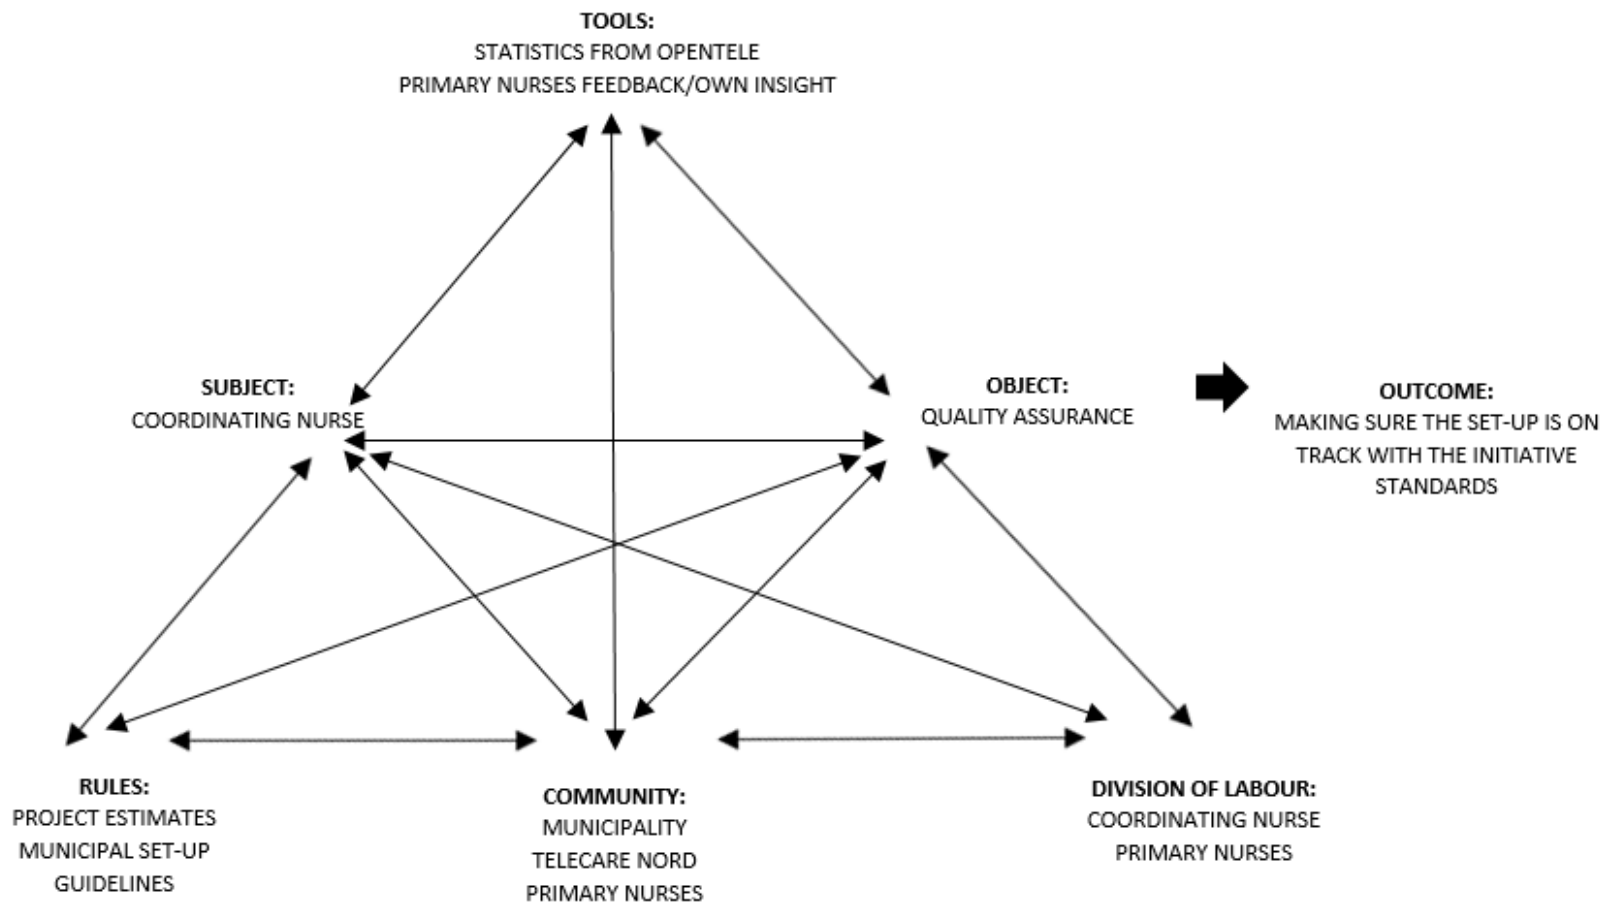 TOOLS:
STATISTICS FROM OPENTELE
PRIMARY NURSES FEEDBACK/OWN INSIGHT
SUBJECT:
COORDINATING NURSE
OBJECT:
QUALITY ASSURANCE
OUTCOME:
MAKING SURE THE SET-UP IS ON
TRACK WITH THE INITIATIVE
STANDARDS
RULES:
PROJECT ESTIMATES
MUNICIPAL SET-UP
GUIDELINES
COMMUNITY:
MUNICIPALITY
TELECARE NORD
PRIMARY NURSES
DIVISION OF LABOUR:
COORDINATING NURSE
PRIMARY NURSES